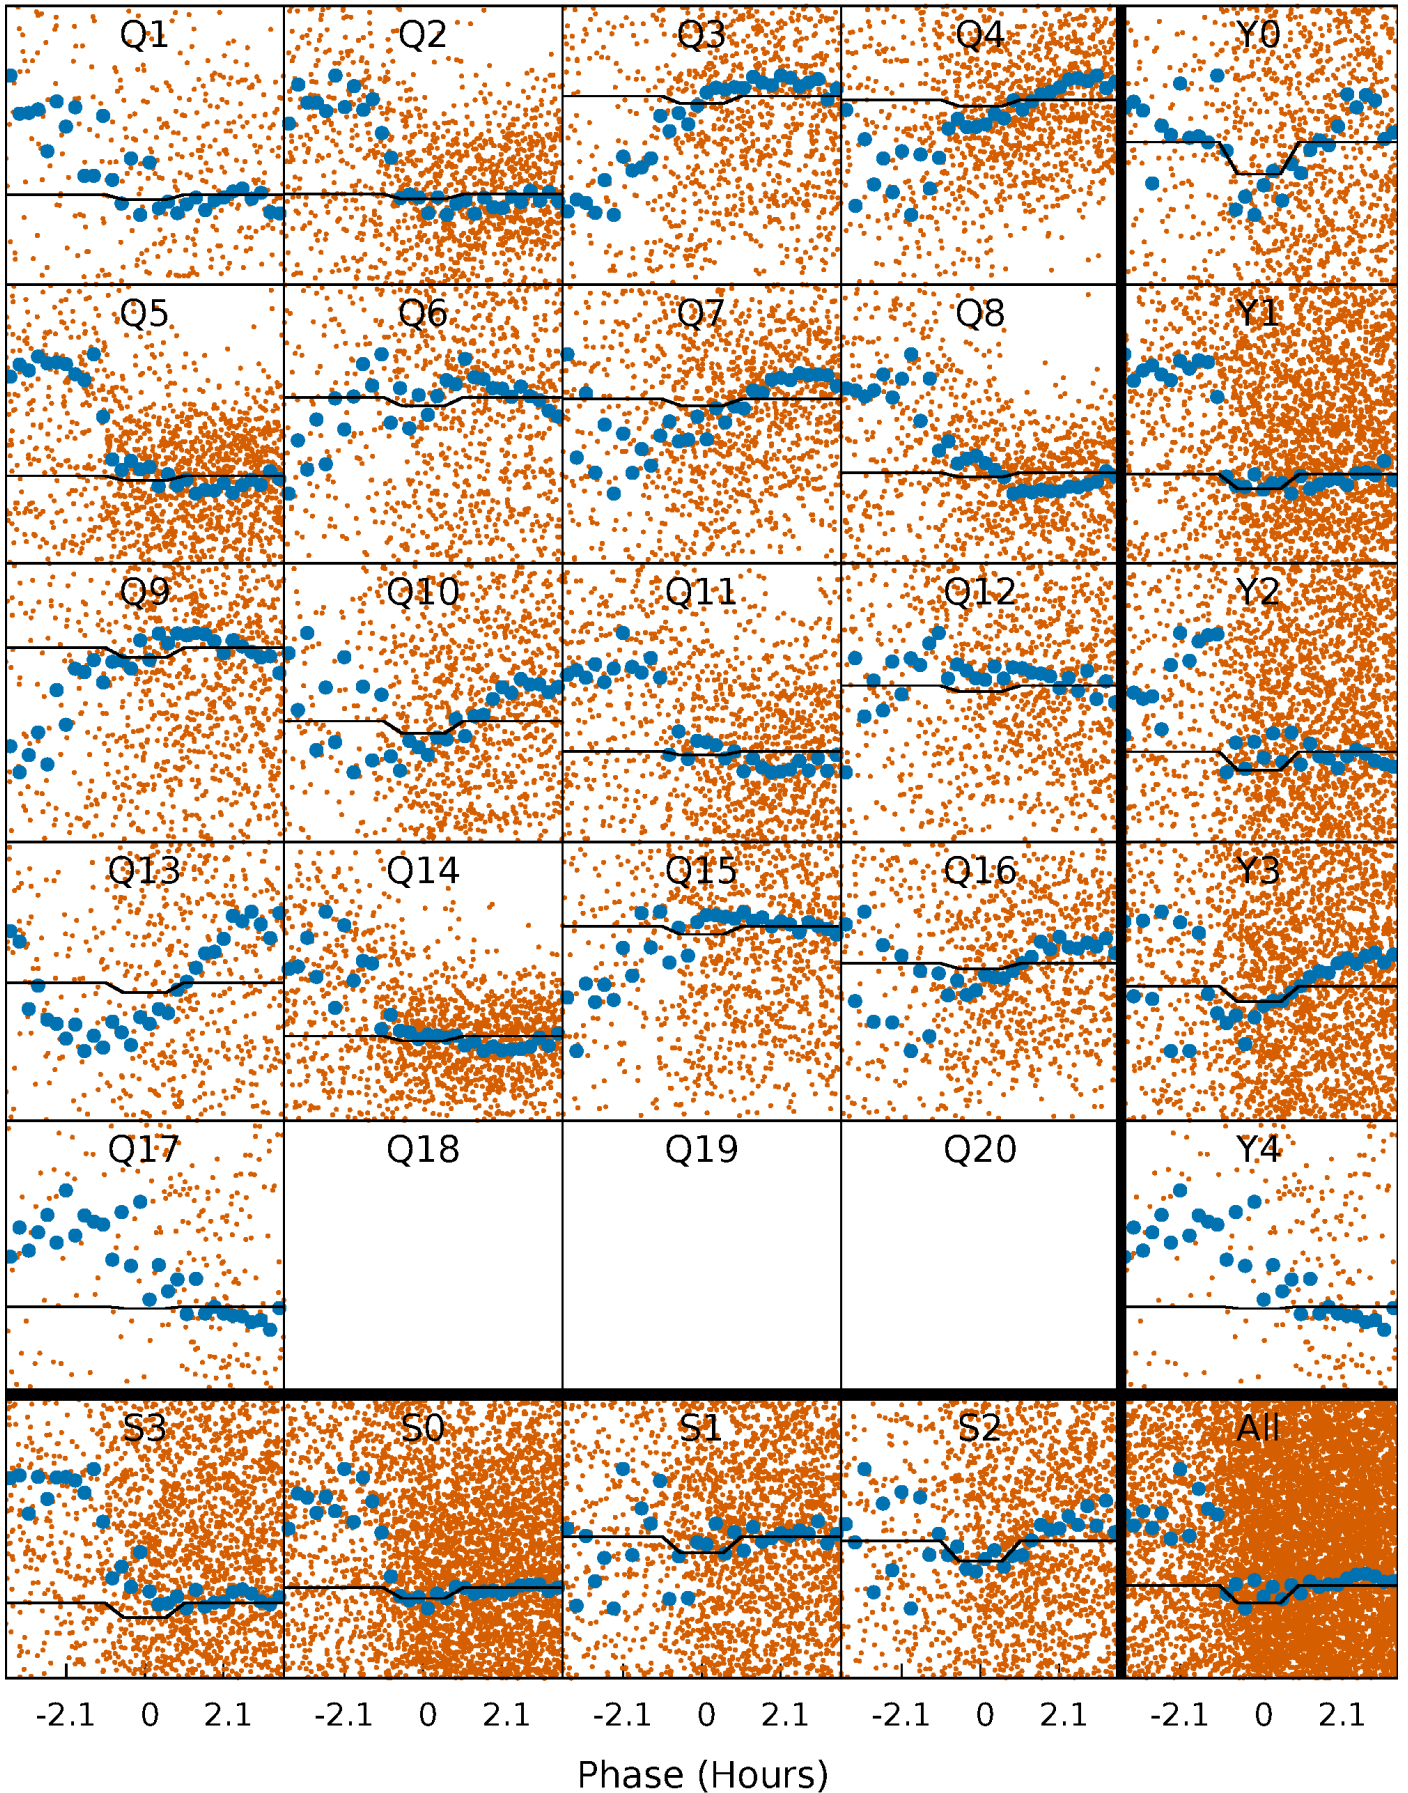 Q1 Q2 Q3 Q4 Y0
Q5 Q6 Q7 Q8 Y1
Q9 Q10 Q11 Q12 Y2
Q13 Q14 Q15 Q16 Y3
Q17 Q18 Q19 Q20 Y4
S3 S0 S1 S2 All
-2.1 0 2.1 -2.1 0 2.1 -2.1 0 2.1 -2.1 0 2.1 -2.1 0 2.1
Phase (Hours)